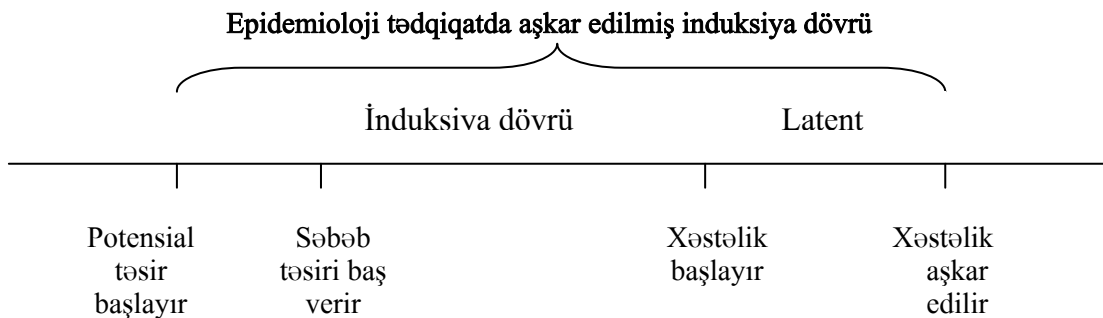 Epidemioloji tədqiqatda aşkar edilmiş induksiya dövrü
İnduksiva dövrü
Latent
Potensial
təsir
başlayır
Səbəb
təsiri baş
verir
Xəstəlik
başlayır
Xəstəlik
aşkar
edilir